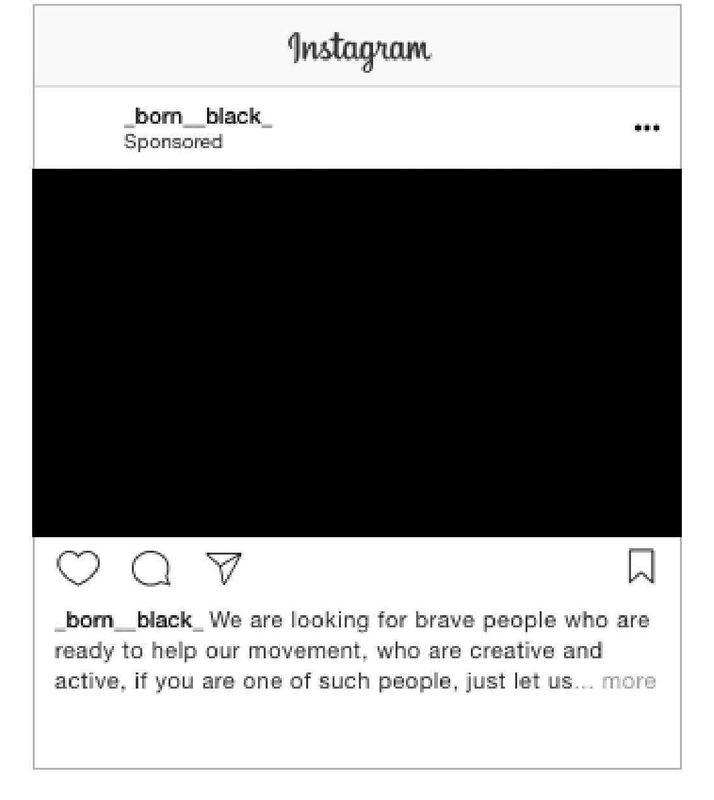 Instagram
_born__black_
Sponsored
_born__black_ We are looking for brave people who are
ready to help our movement, who are creative and
active, if you are one of such people, just let us... more